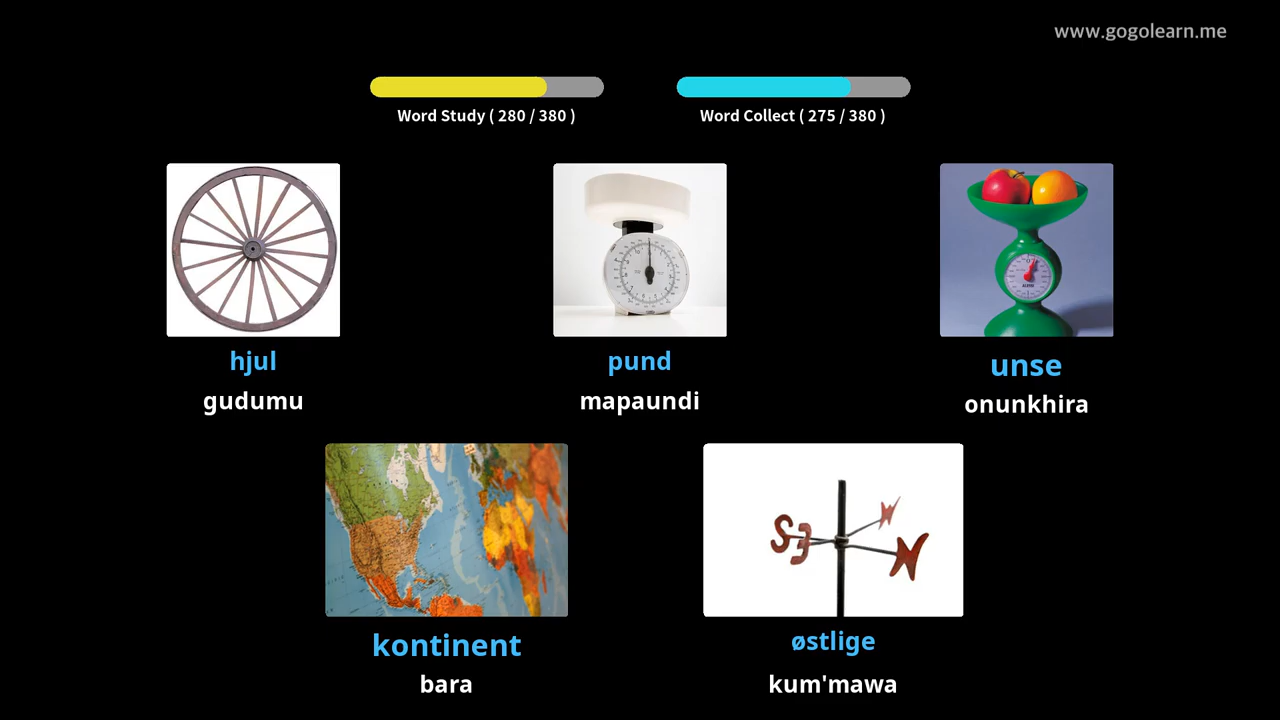 www.gogolearn.me
Word Study ( 280 / 380 )
Word Collect ( 275 / 380 )
hjul
gudumu
pund
mapaundi
unse
onunkhira
kontinent
bara
østlige
kum'mawa